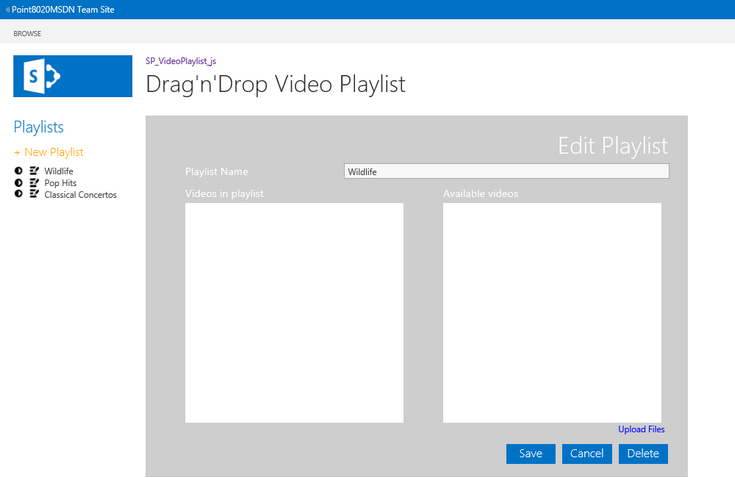 Point8020MSDN Team Site
BROWSE
S
SP_VideoPlaylist_js
Drag'n'Drop Video Playlist
Playlists
+ New Playlist
Wildlife
Pop Hits
Classical Concertos
Edit Playlist
Playlist Name
Wildlife
Videos in playlist
Available videos
Upload Files
Save
Cancel
Delete